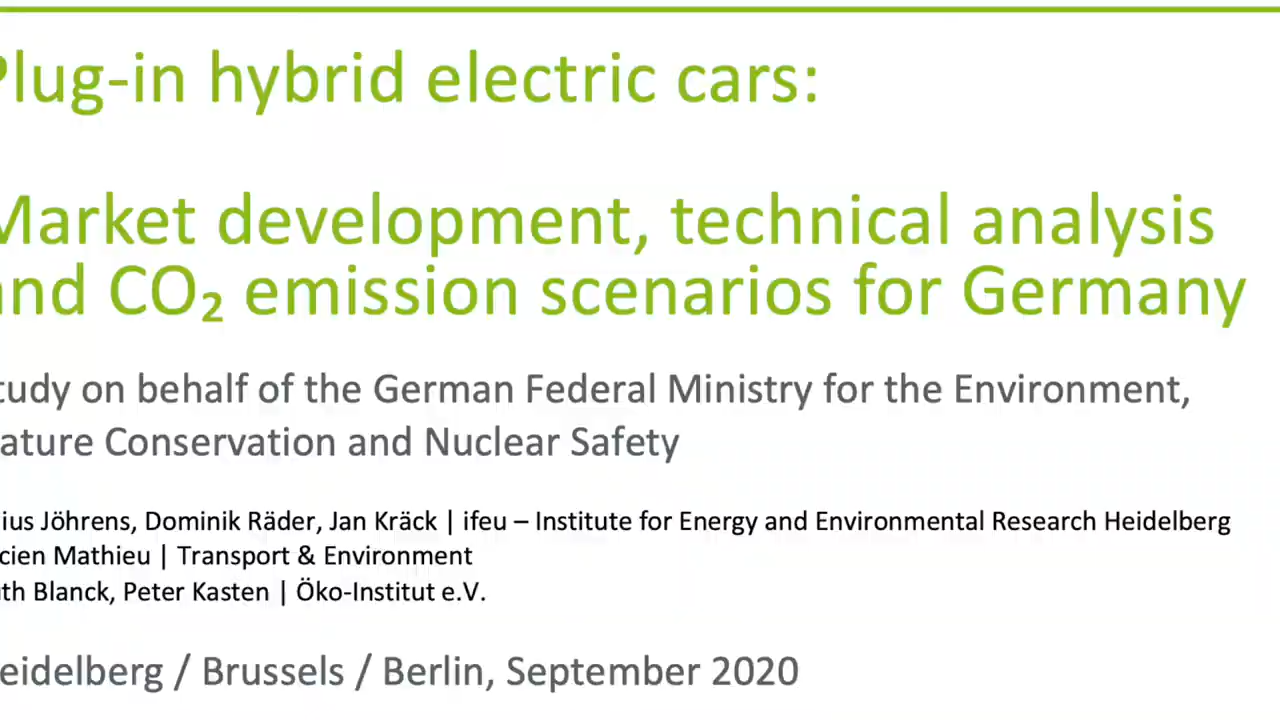 Plug-in hybrid electric cars:
Market development, technical analysis
and CO₂ emission scenarios for Germany
tudy on behalf of the German Federal Ministry for the Environment,
ature Conservation and Nuclear Safety
ius Jöhrens, Dominik Räder, Jan Kräck | ifeu – Institute for Energy and Environmental Research Heidelberg
cien Mathieu | Transport & Environment
th Blanck, Peter Kasten | Öko-Institut e.V.
eidelberg / Brussels / Berlin, September 2020